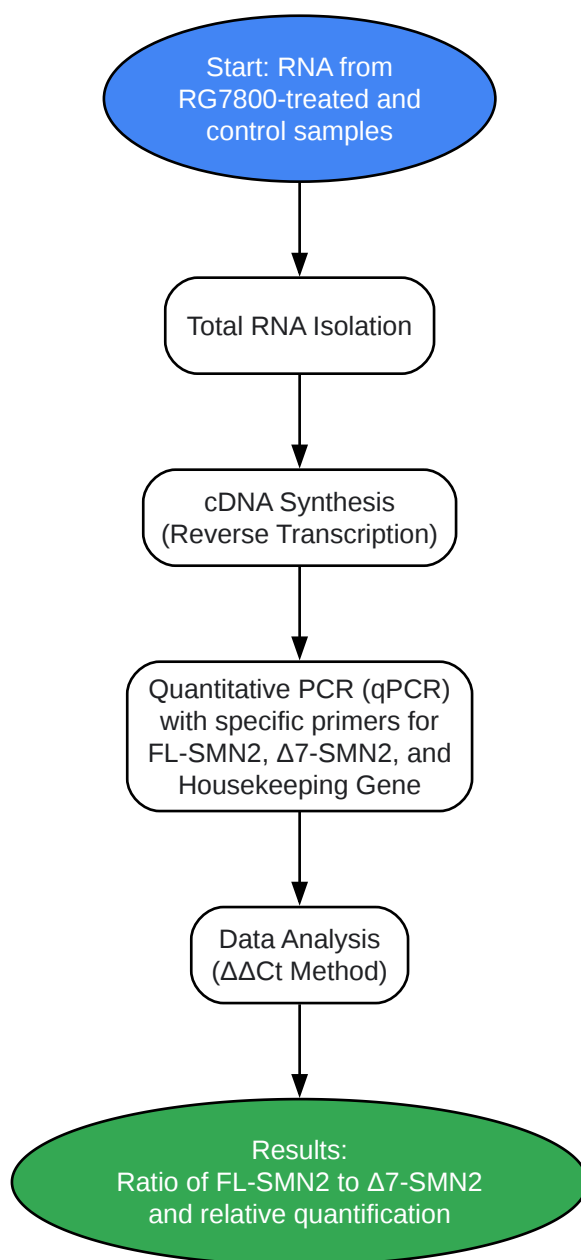 Start: RNA from
RG7800-treated and
control samples
Total RNA Isolation
cDNA Synthesis
(Reverse Transcription)
Quantitative PCR (qPCR)
with specific primers for
FL-SMN2, Δ7-SMN2, and
Housekeeping Gene
Data Analysis
(ΔΔCt Method)
Results:
Ratio of FL-SMN2 to Δ7-SMN2
and relative quantification